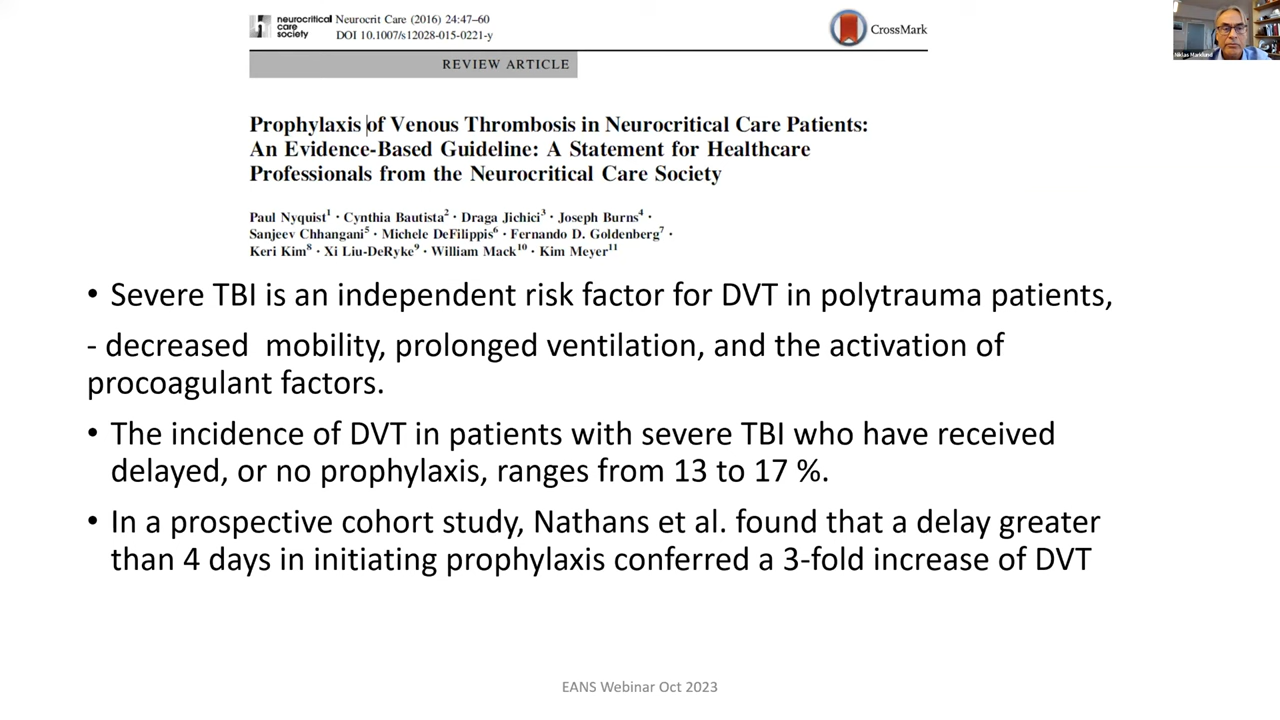 neurocritical
care
society
Neurocrit Care (2016) 24:47–60
DOI 10.1007/s12028-015-0221-y
CrossMark
REVIEW ARTICLE
Prophylaxis of Venous Thrombosis in Neurocritical Care Patients:
An Evidence-Based Guideline: A Statement for Healthcare
Professionals from the Neurocritical Care Society
Paul Nyquist1 · Cynthia Bautista2 · Draga Jichici3 · Joseph Burns4 ·
Sanjeev Chhangani5 · Michele DeFilippis6 · Fernando D. Goldenberg7 ·
Keri Kim8 · Xi Liu-DeRyke9 · William Mack10 · Kim Meyer11
• Severe TBI is an independent risk factor for DVT in polytrauma patients,
- decreased  mobility, prolonged ventilation, and the activation of
procoagulant factors.
• The incidence of DVT in patients with severe TBI who have received
delayed, or no prophylaxis, ranges from 13 to 17 %.
• In a prospective cohort study, Nathans et al. found that a delay greater
than 4 days in initiating prophylaxis conferred a 3-fold increase of DVT
EANS Webinar Oct 2023
Niklas Marklund